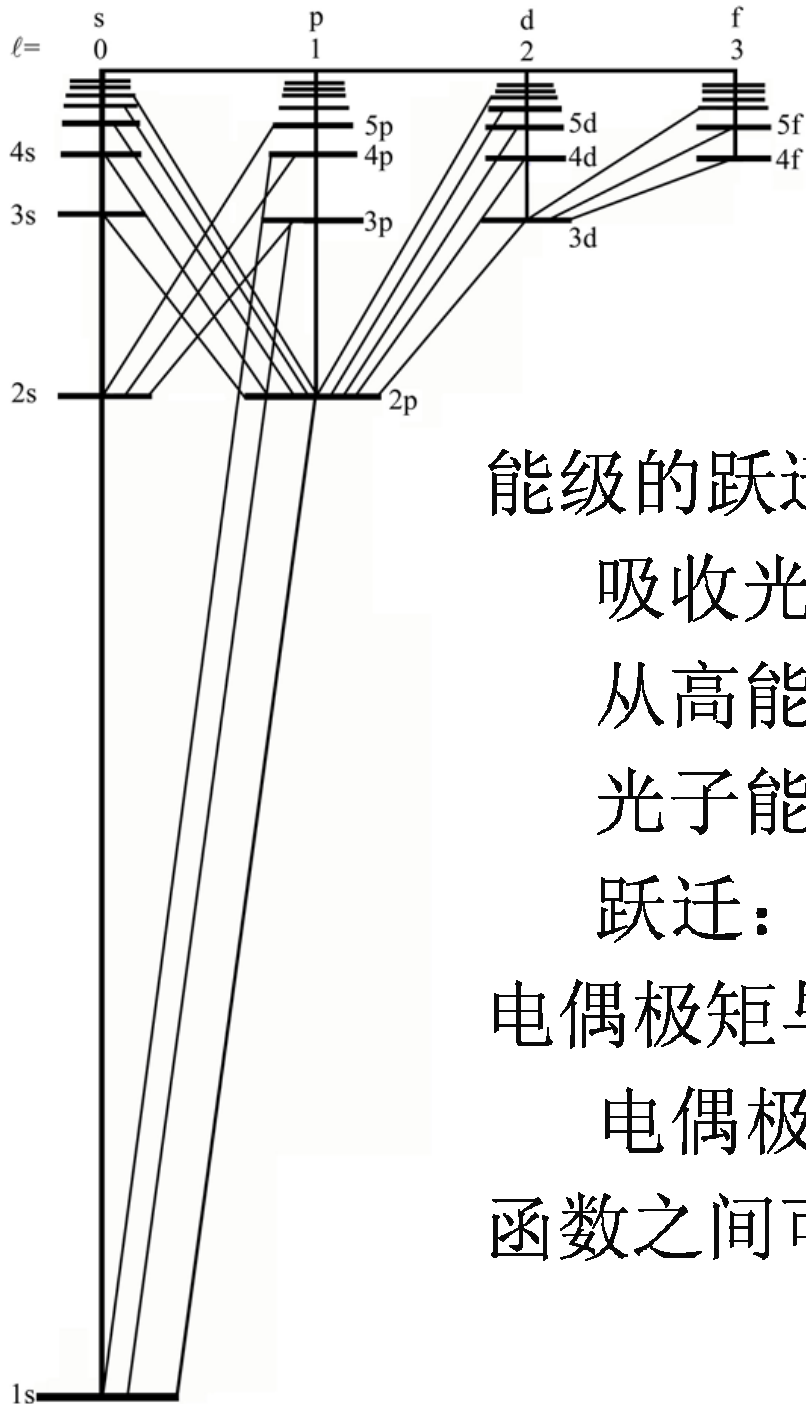 s p d f
ℓ= 0 1 2 3
5p 5d 5f
4s 4p 4d 4f
3s 3p 3d
2s 2p
能级的跃
吸收光
从高能
光子能
跃迁：
电偶极矩
电偶极
函数之间
1s